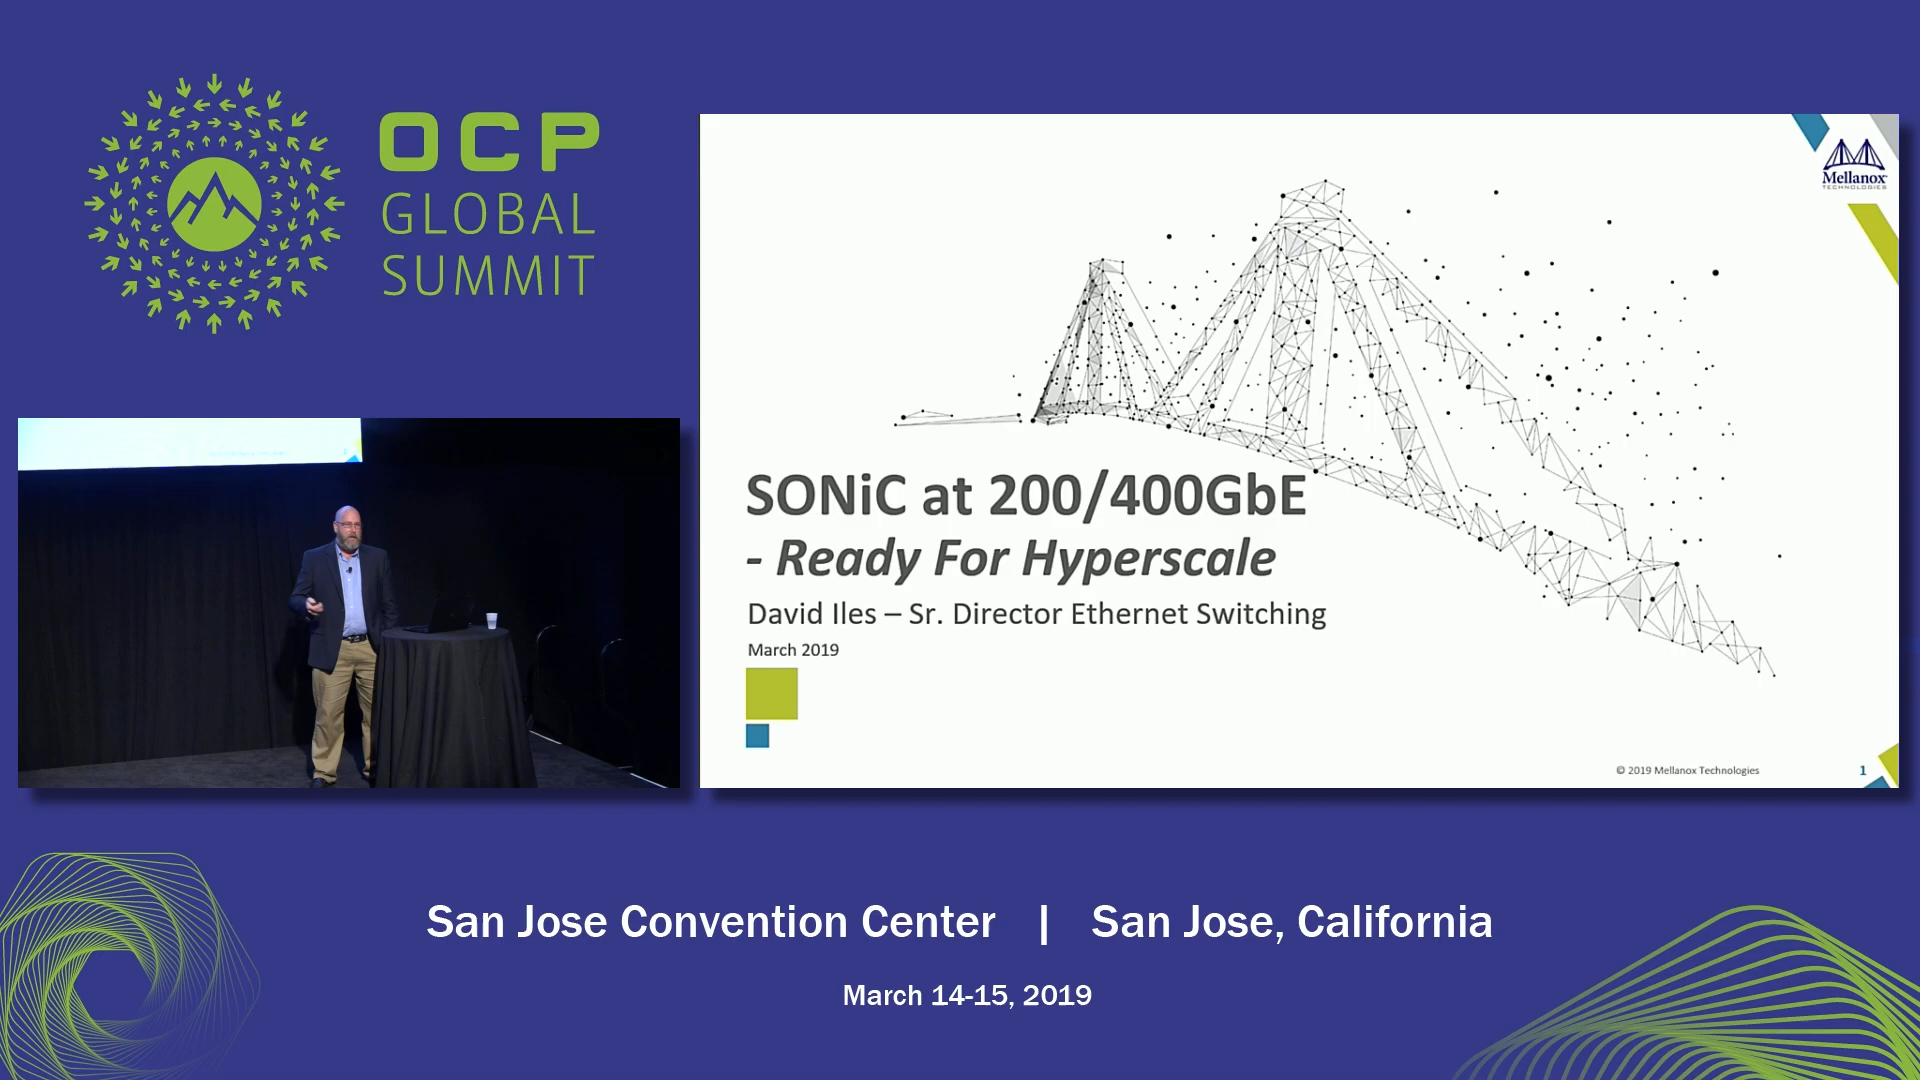 OCP
GLOBAL
SUMMIT
Mellanox
TECHNOLOGIES
SONiC at 200/400GbE
- Ready For Hyperscale
David Iles – Sr. Director Ethernet Switching
March 2019
© 2019 Mellanox Technologies
1
San Jose Convention Center | San Jose, California
March 14-15, 2019